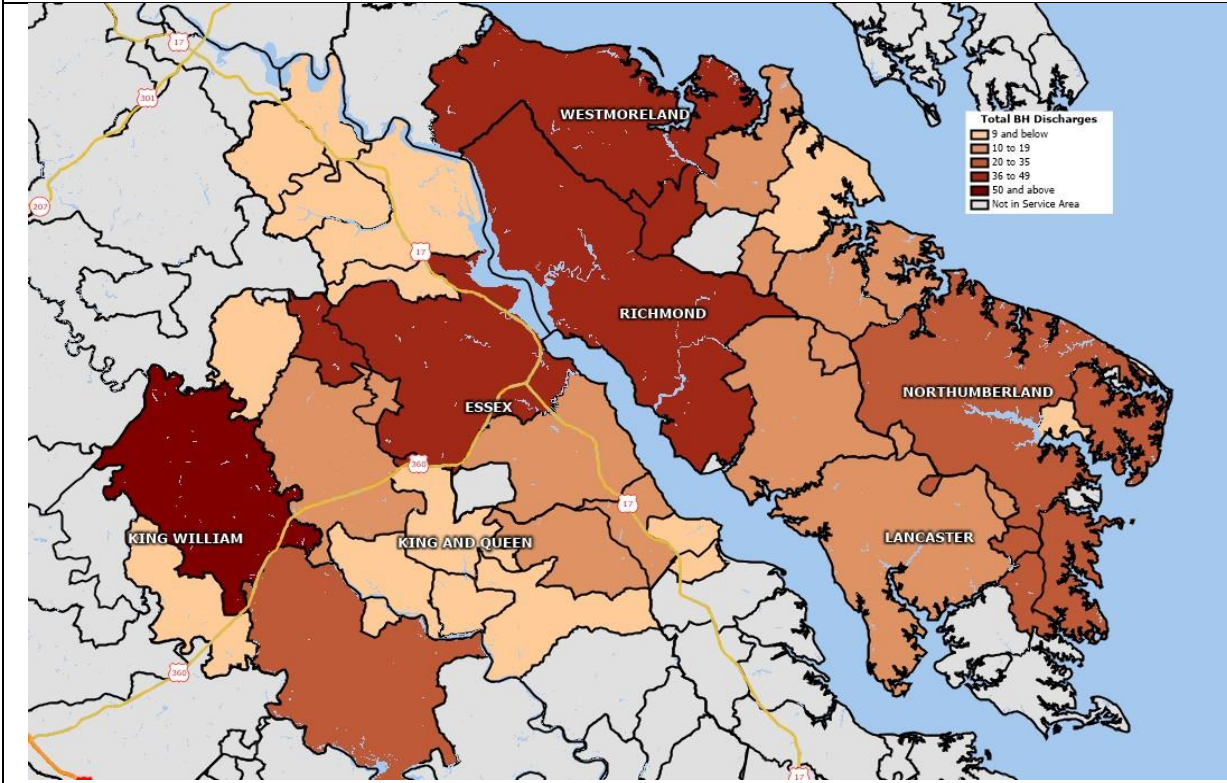 17
301
207
WESTMORELAND
Total BH Discharges
9 and below
10 to 19
20 to 35
36 to 49
50 and above
Not in Service Area
17
RICHMOND
NORTHUMBERLAND
ESSEX
360
17
KING WILLIAM
KING AND QUEEN
LANCASTER
360
17